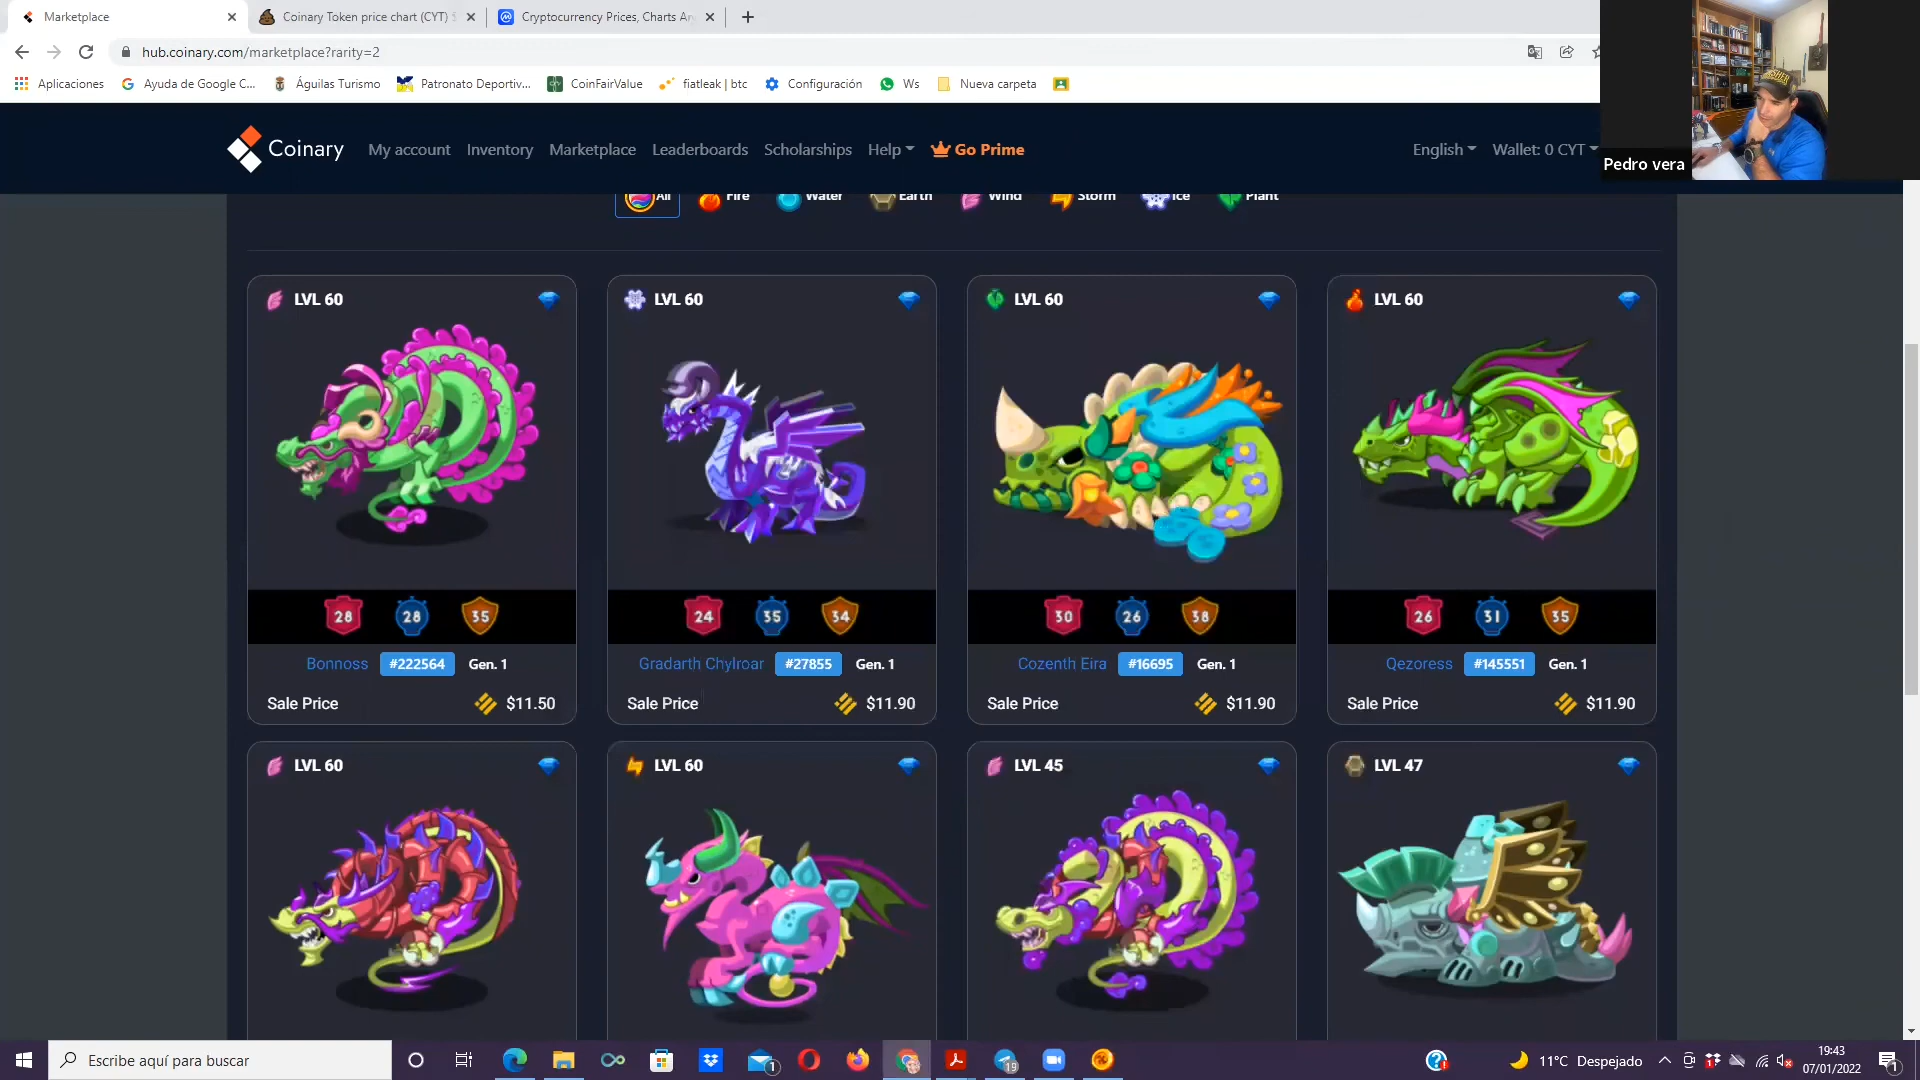 Marketplace
Coinary Token price chart (CYT) $
Cryptocurrency Prices, Charts An
hub.coinary.com/marketplace?rarity=2
Aplicaciones
Ayuda de Google C...
Águilas Turismo
Patronato Deportiv...
CoinFairValue
fiatleak | btc
Configuración
Ws
Nueva carpeta
Coinary
My account
Inventory
Marketplace
Leaderboards
Scholarships
Help
Go Prime
English
Wallet: 0 CYT
Pedro vera
All
Fire
Water
Earth
Wind
Storm
Ice
Plant
LVL 60
28
28
35
Bonnoss #222564 Gen. 1
Sale Price $11.50
LVL 60
24
35
34
Gradarth Chylroar #27855 Gen. 1
Sale Price $11.90
LVL 60
30
26
38
Cozenth Eira #16695 Gen. 1
Sale Price $11.90
LVL 60
26
31
35
Qezoress #145551 Gen. 1
Sale Price $11.90
LVL 60
LVL 60
LVL 45
LVL 47
Escribe aquí para buscar
1
19
11°C Despejado
19:43
07/01/2022
1